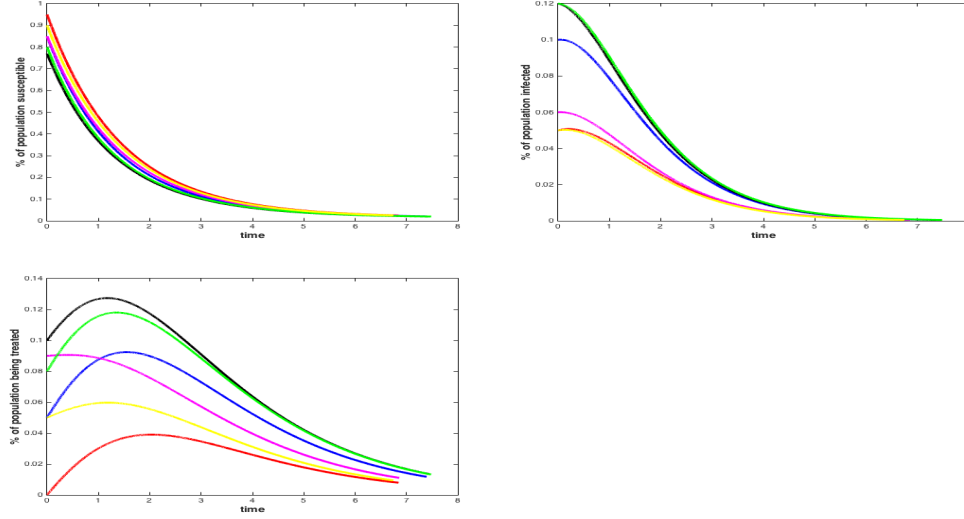 % of population susceptible
1
0.9
0.8
0.7
0.6
0.5
0.4
0.3
0.2
0.1
0
0 1 2 3 4 5 6 7 8
time
% of population infected
0.12
0.1
0.08
0.06
0.04
0.02
0
0 1 2 3 4 5 6 7
time
% of population being treated
0.14
0.12
0.1
0.08
0.06
0.04
0.02
0
0 1 2 3 4 5 6 7 8
time